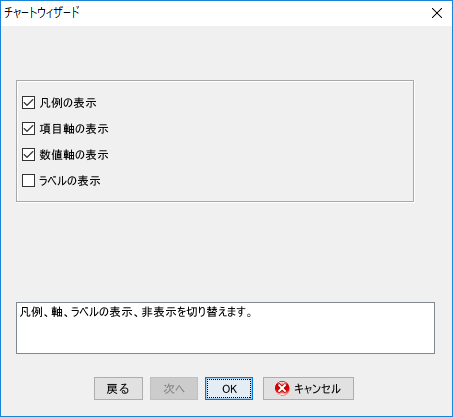 チャートウィザード
凡例の表示
項目軸の表示
数値軸の表示
ラベルの表示
凡例、軸、ラベルの表示、非表示を切り替えます。
戻る 次へ OK キャンセル